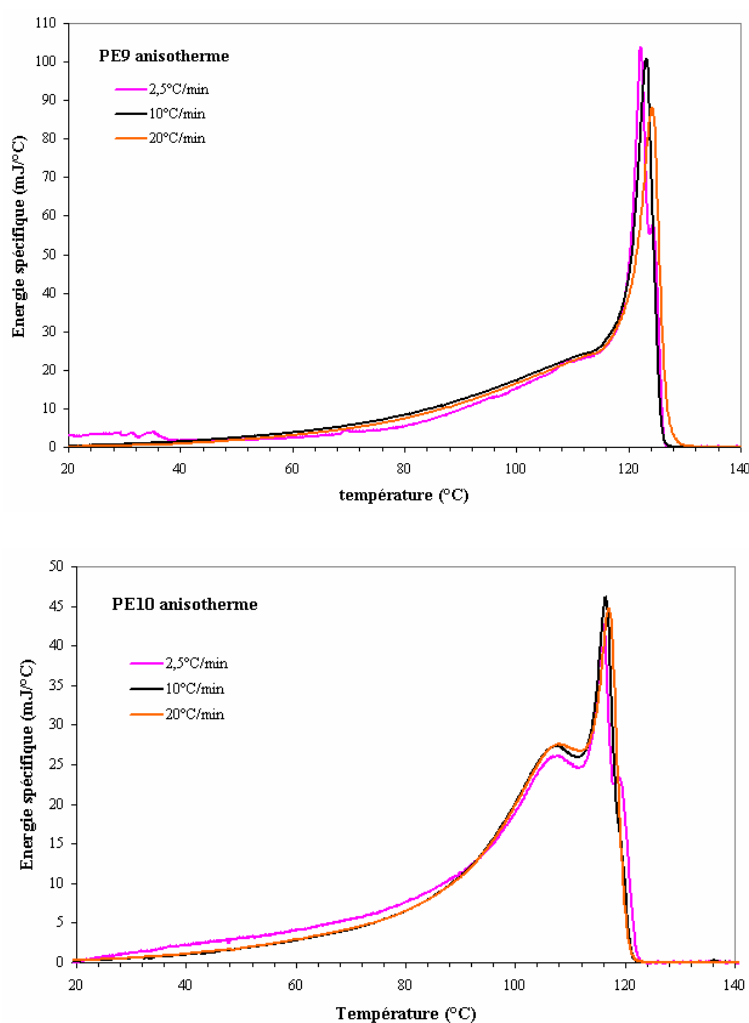 PE9 anisotherme
2,5°C/min
10°C/min
20°C/min
Energie spécifique (mJ/°C)
110
100
90
80
70
60
50
40
30
20
10
0
20 40 60 80 100 120 140
température (°C)
PE10 anisotherme
2,5°C/min
10°C/min
20°C/min
Energie spécifique (mJ/°C)
50
45
40
35
30
25
20
15
10
5
0
20 40 60 80 100 120 140
Température (°C)